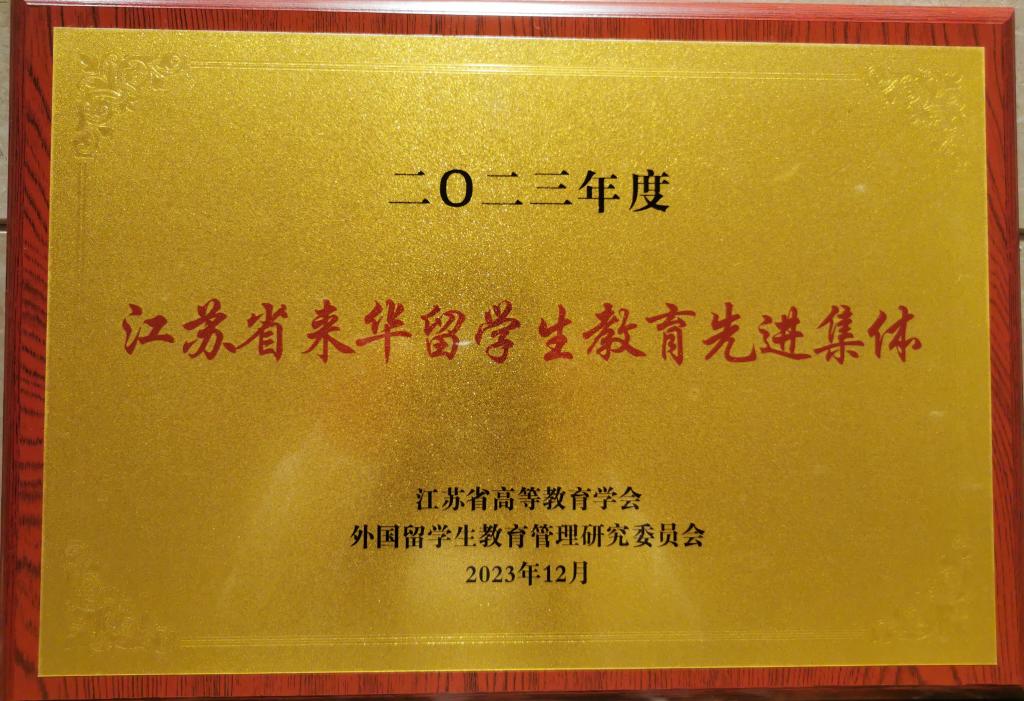 二〇二三年度
江苏省来华留学生教育先进集体
江苏省高等教育学会
外国留学生教育管理研究委员会
2023年12月